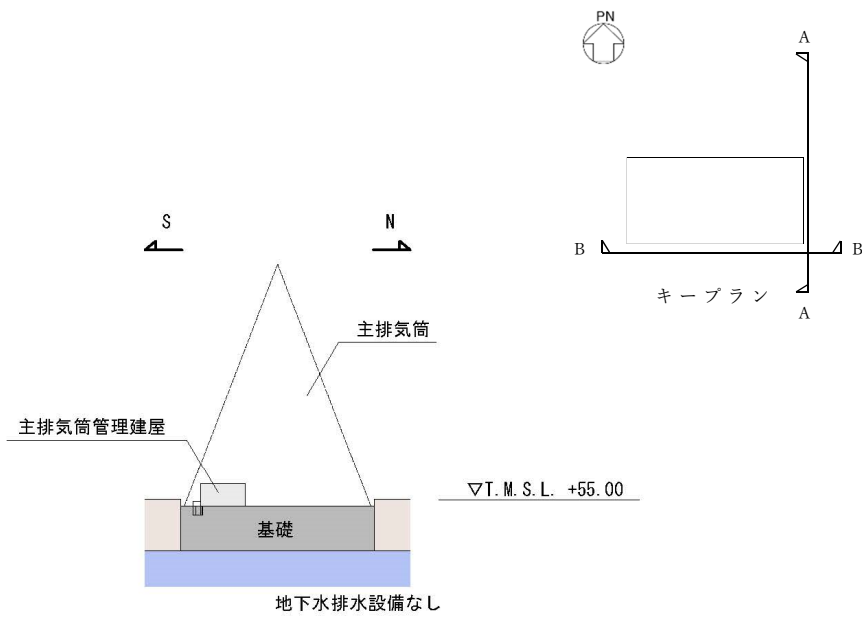 PN
A
B
B
キープラン
A
S
N
主排気筒
主排気筒管理建屋
▽T.M.S.L. +55.00
基礎
地下水排水設備なし